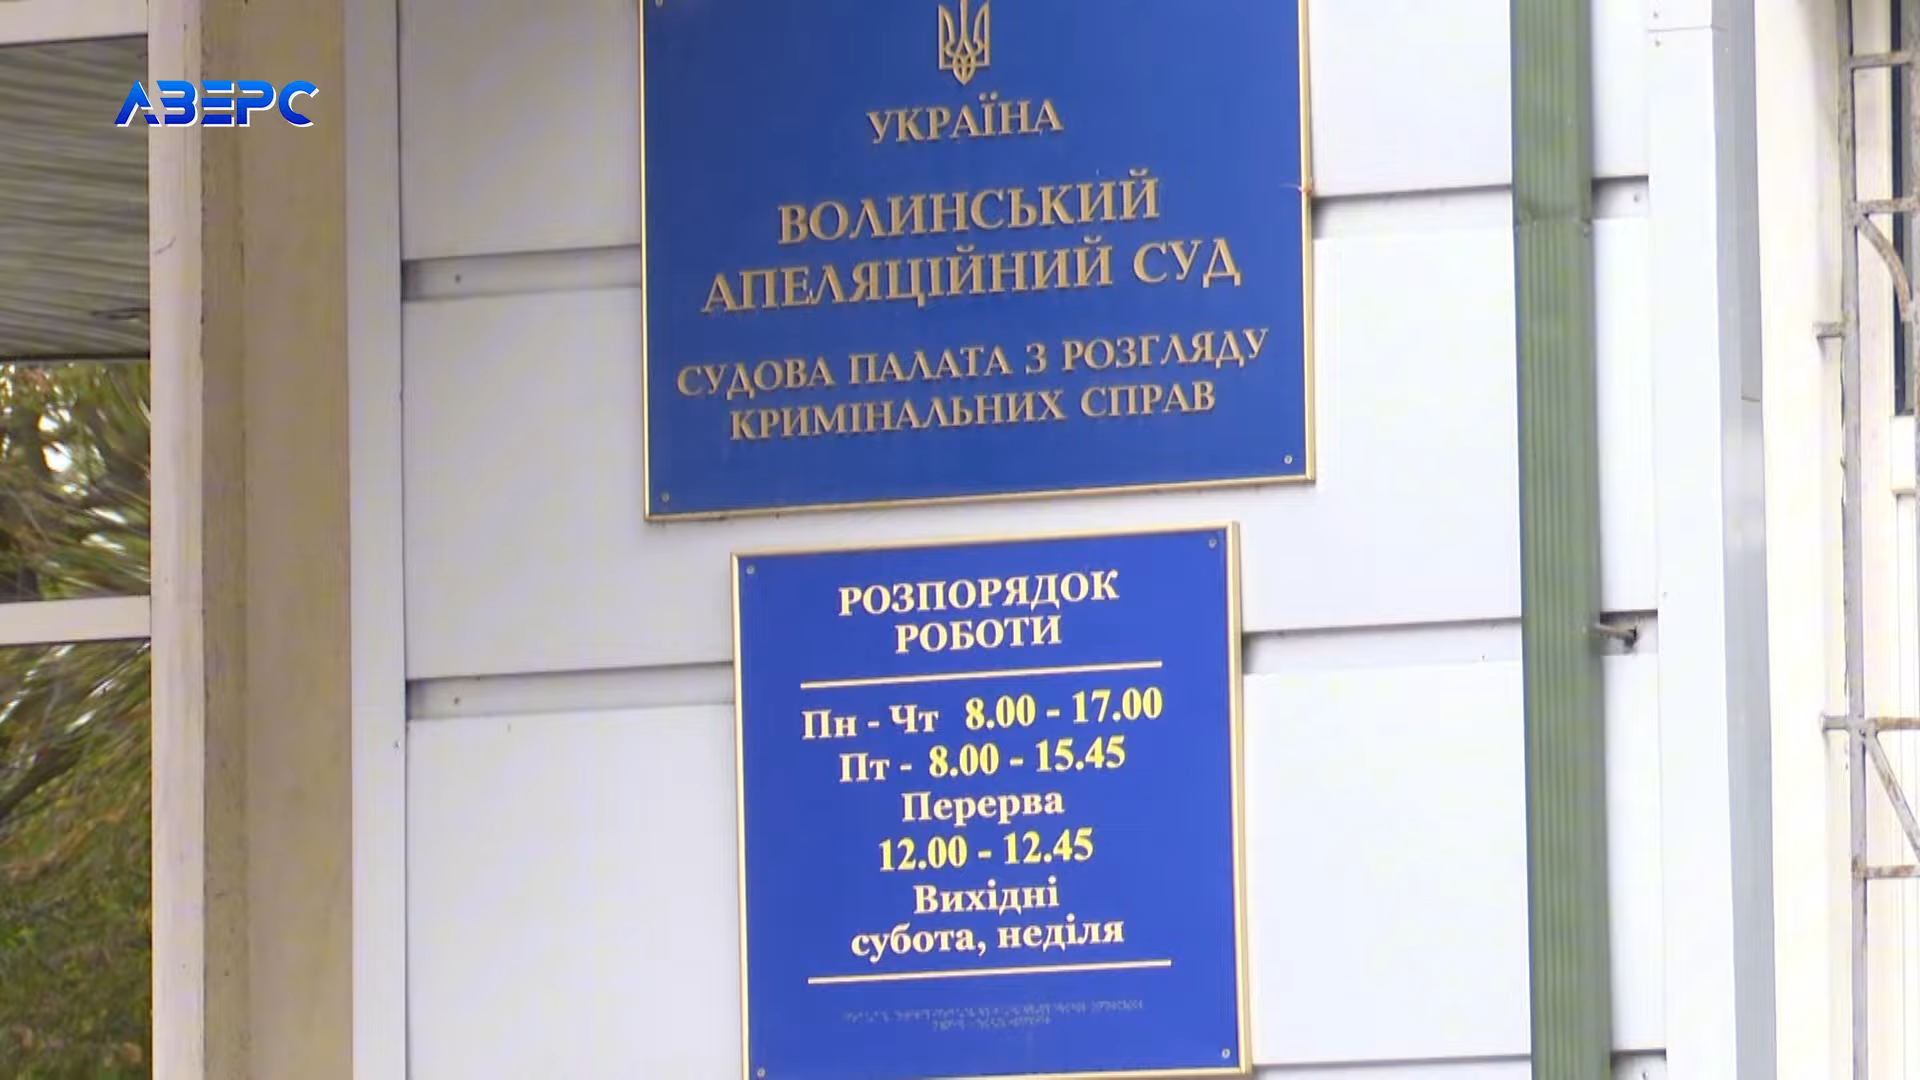 АВЕРС
УКРАЇНА
ВОЛИНСЬКИЙ
АПЕЛЯЦІЙНИЙ СУД
СУДОВА ПАЛАТА З РОЗГЛЯДУ
КРИМІНАЛЬНИХ СПРАВ
РОЗПОРЯДОК
РОБОТИ
Пн - Чт 8.00 - 17.00
Пт - 8.00 - 15.45
Перерва
12.00 - 12.45
Вихідні
субота, неділя